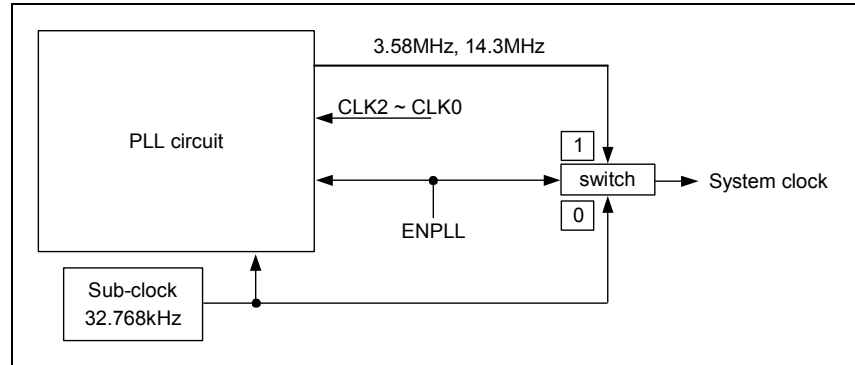 3.58MHz, 14.3MHz
CLK2 ~ CLK0
PLL circuit
1
switch
System clock
0
ENPLL
Sub-clock
32.768kHz